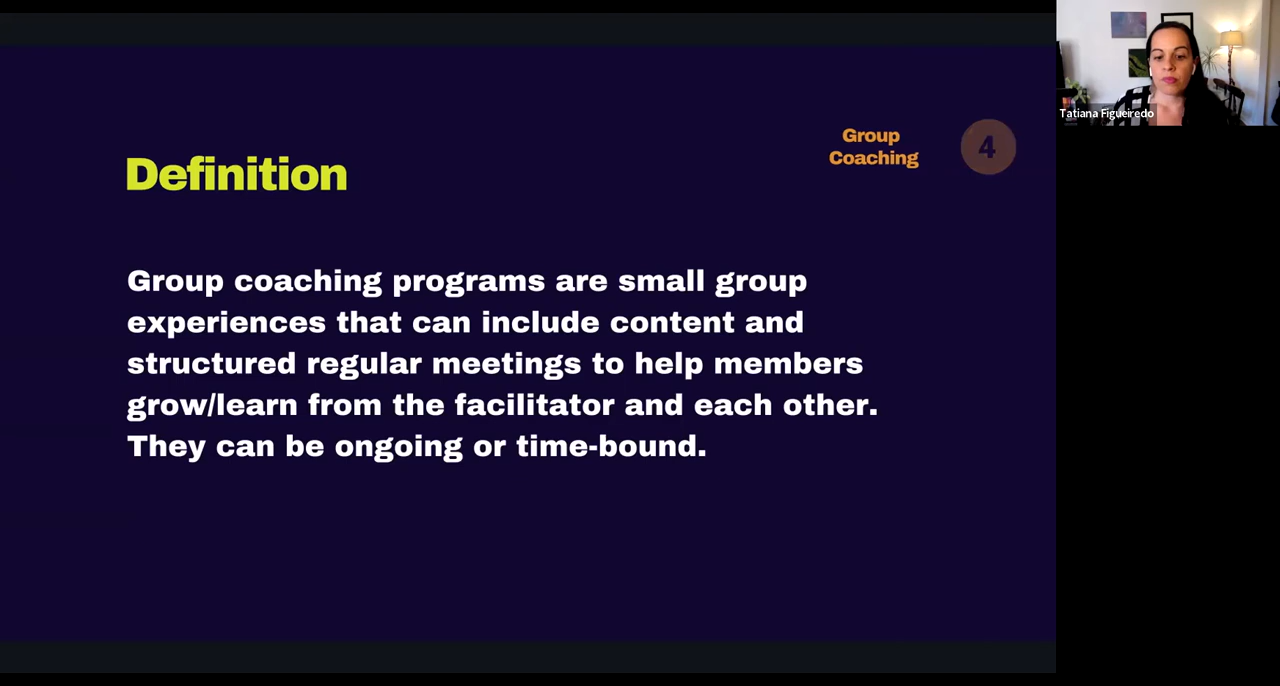 Definition
Group
Coaching
4
Group coaching programs are small group
experiences that can include content and
structured regular meetings to help members
grow/learn from the facilitator and each other.
They can be ongoing or time-bound.
Tatiana Figueiredo